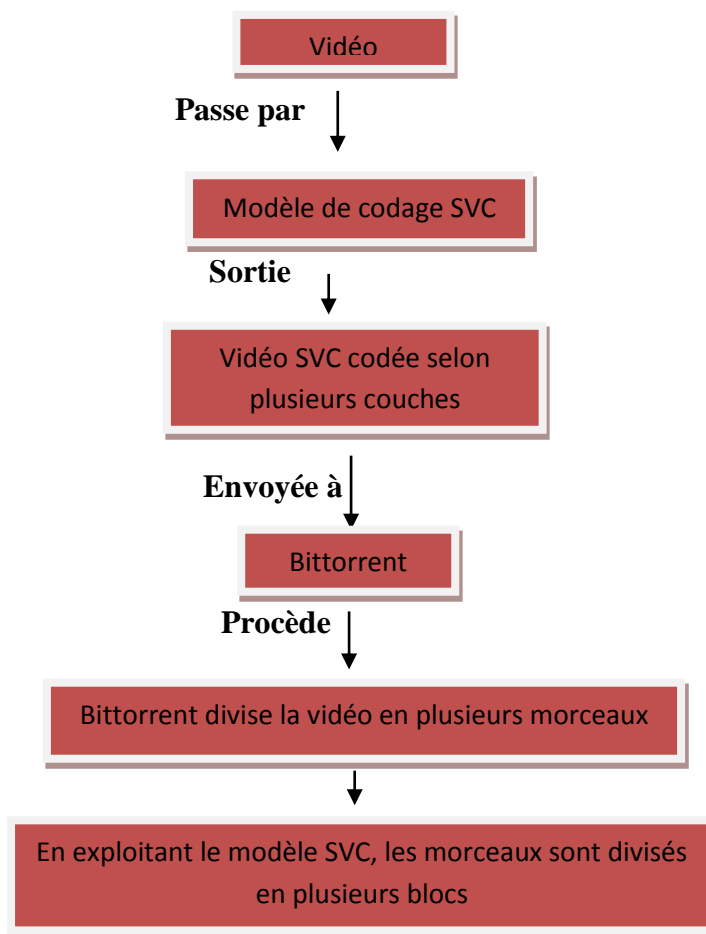 Vidéo
Passe par
Modèle de codage SVC
Sortie
Vidéo SVC codée selon
plusieurs couches
Envoyée à
Bittorrent
Procède
Bittorrent divise la vidéo en plusieurs morceaux
En exploitant le modèle SVC, les morceaux sont divisés
en plusieurs blocs